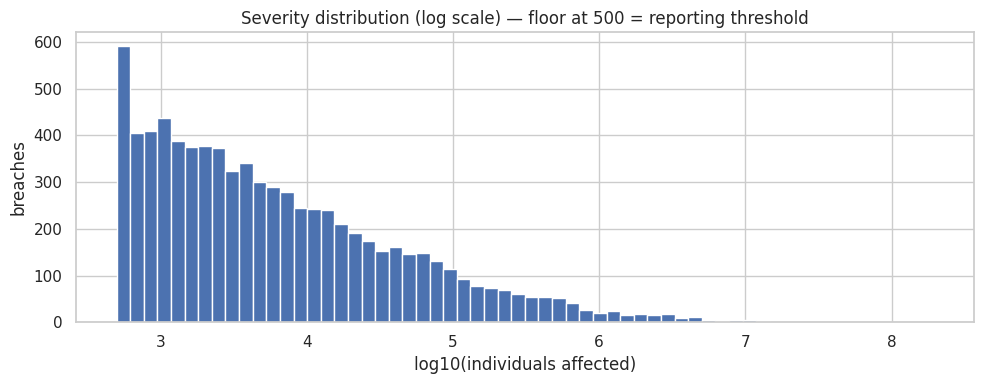 Severity distribution (log scale) — floor at 500 = reporting threshold
600
500
400
300
200
100
0
breaches
3 4 5 6 7 8
log10(individuals affected)